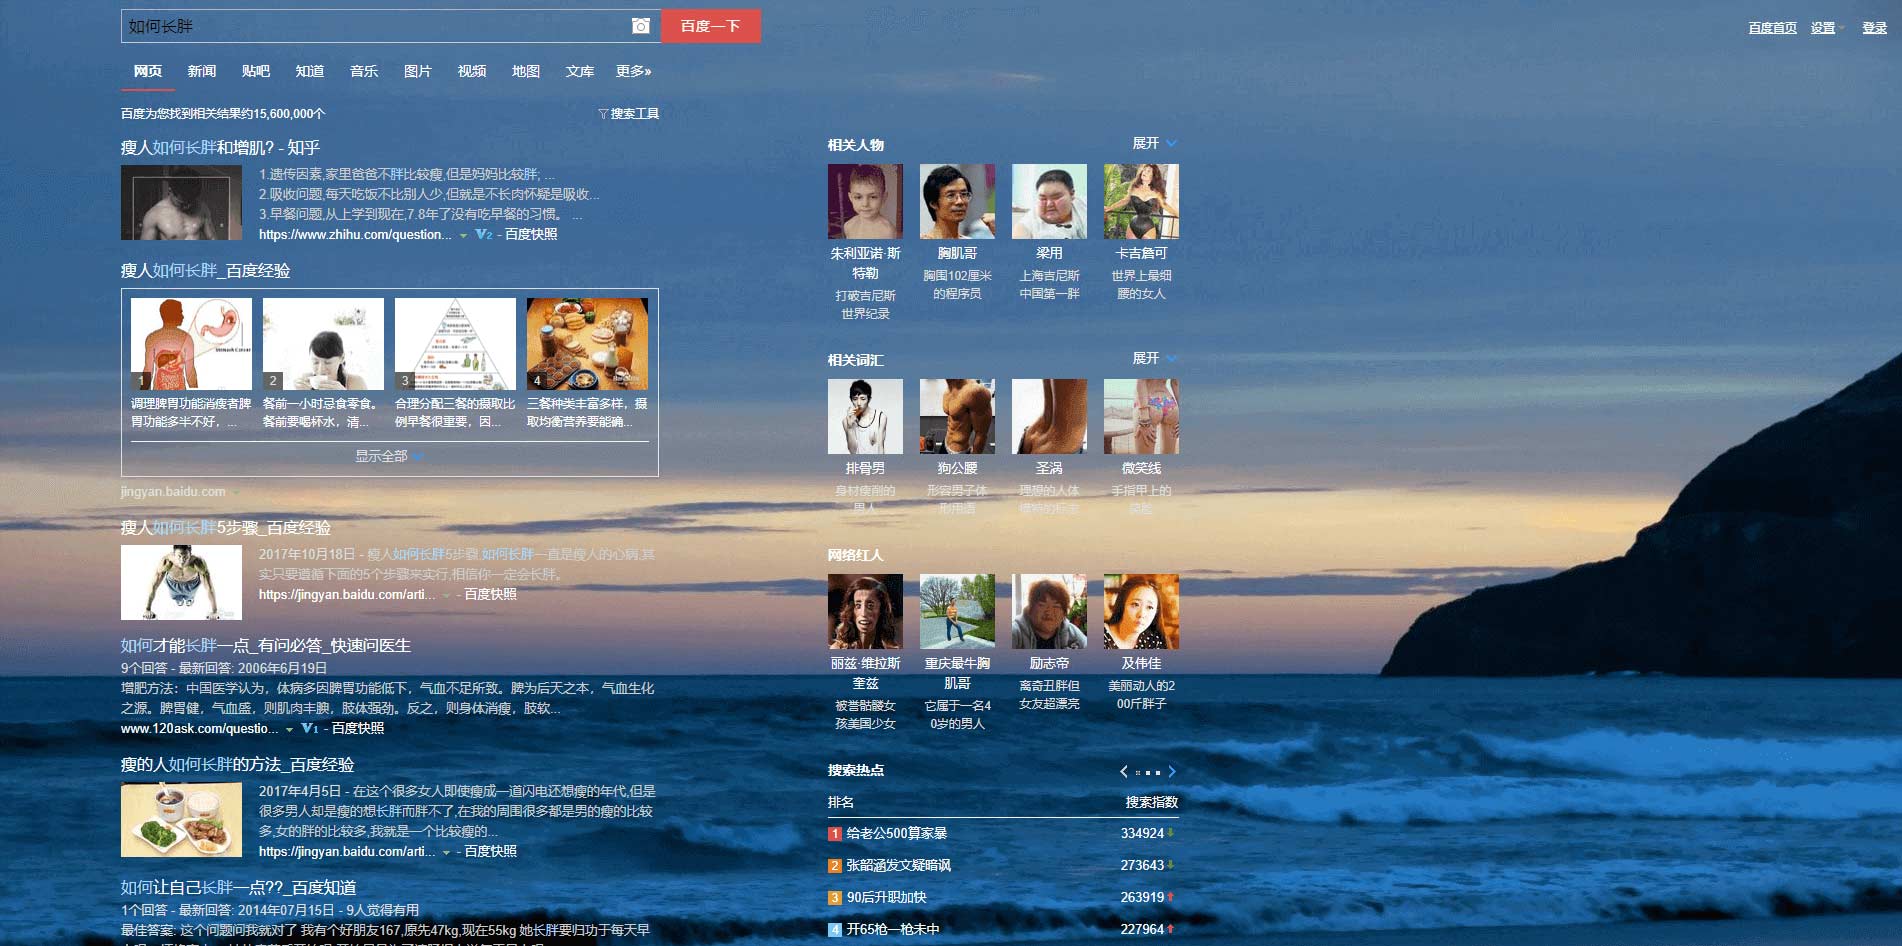 如何长胖
百度一下
百度首页 设置 登录
网页 新闻 贴吧 知道 音乐 图片 视频 地图 文库 更多»
百度为您找到相关结果约15,600,000个
搜索工具
瘦人如何长胖和增肌? - 知乎
1.遗传因素,家里爸爸不胖比较瘦,但是妈妈比较胖; ...
2.吸收问题,每天吃饭不比别人少,但就是不长肉怀疑是吸收...
3.早餐问题,从上学到现在,7.8年了没有吃早餐的习惯。 ...
https://www.zhihu.com/question... V2 - 百度快照
瘦人如何长胖_百度经验
1 2 3 4
调理脾胃功能消瘦者脾 餐前一小时忌食零食。 合理分配三餐的摄取比 三餐种类丰富多样，摄
胃功能多半不好，... 餐前要喝杯水，清... 例早餐很重要，因... 取均衡营养要能确...
显示全部
jingyan.baidu.com
瘦人如何长胖5步骤_百度经验
2017年10月18日 - 瘦人如何长胖5步骤,如何长胖一直是瘦人的心病,其
实只要遵循下面的5个步骤来实行,相信你一定会长胖。
https://jingyan.baidu.com/arti... - 百度快照
如何才能长胖一点_有问必答_快速问医生
9个回答 - 最新回答: 2006年6月19日
增肥方法：中国医学认为，体病多因脾胃功能低下，气血不足所致。脾为后天之本，气血生化
之源。脾胃健，气血盛，则肌肉丰腴，肢体强劲。反之，则身体消瘦，肢软...
www.120ask.com/questio... V1 - 百度快照
瘦的人如何长胖的方法_百度经验
2017年4月5日 - 在这个很多女人即使瘦成一道闪电还想瘦的年代,但是
很多男人却是瘦的想长胖而胖不了,在我的周围很多都是男的瘦的比较
多,女的胖的比较多,我就是一个比较瘦的...
https://jingyan.baidu.com/arti... - 百度快照
如何让自己长胖一点??_百度知道
1个回答 - 最新回答: 2014年07月15日 - 9人觉得有用
最佳答案: 这个问题问我就对了 我有个好朋友167,原先47kg,现在55kg 她长胖要归功于每天早
相关人物 展开
朱利亚诺·斯 胸肌哥 梁用 卡吉詹可
特勒
胸围102厘米 上海吉尼斯 世界上最细
的程序员 中国第一胖 腰的女人
打破吉尼斯
世界纪录
相关词汇 展开
排骨男 狗公腰 圣涡 微笑线
身材瘦削的 形容男子体 理想的人体 手指甲上的
男人 形用语 模特的标志
网络红人
丽兹·维拉斯 重庆最牛胸 励志帝 及伟佳
奎兹 肌哥
离奇丑胖但 美丽动人的2
女友超漂亮 00斤胖子
被誉骷髅女 它属于一名4
孩美国少女 0岁的男人
搜索热点
排名 搜索指数
1 给老公500算家暴 334924
2 张韶涵发文疑暗讽 273643
3 90后升职加快 263919
4 开65枪一枪未中 227964